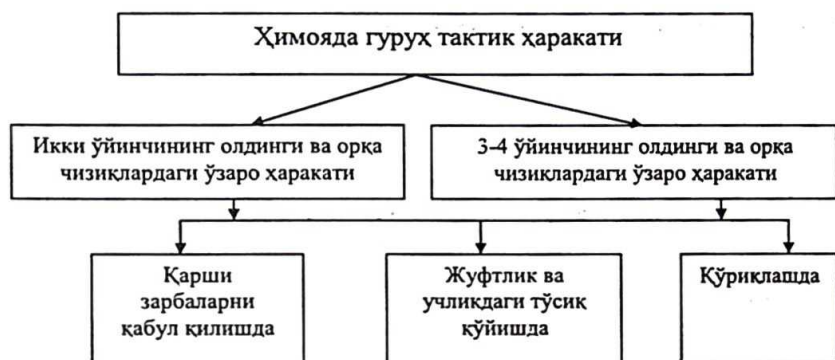 Ҳимояда гуруҳ тактик ҳаракати
Икки ўйинчининг олдинги ва орқа
чизиқлардаги ўзаро ҳаракати
3-4 ўйинчининг олдинги ва орқа
чизиқлардаги ўзаро ҳаракати
Қарши
зарбаларни
қабул қилишда
Жуфтлик ва
учликдаги тўсиқ
қўйишда
Қўриқлашда